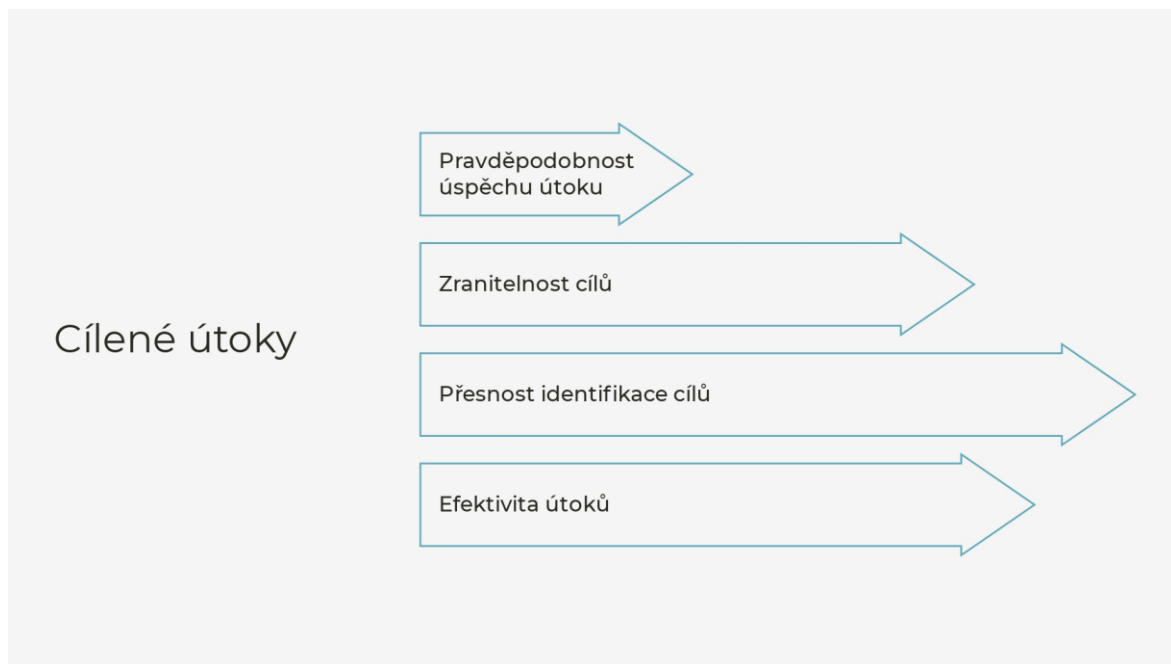 Cílené útoky
Pravděpodobnost
úspěchu útoku
Zranitelnost cílů
Přesnost identifikace cílů
Efektivita útoků